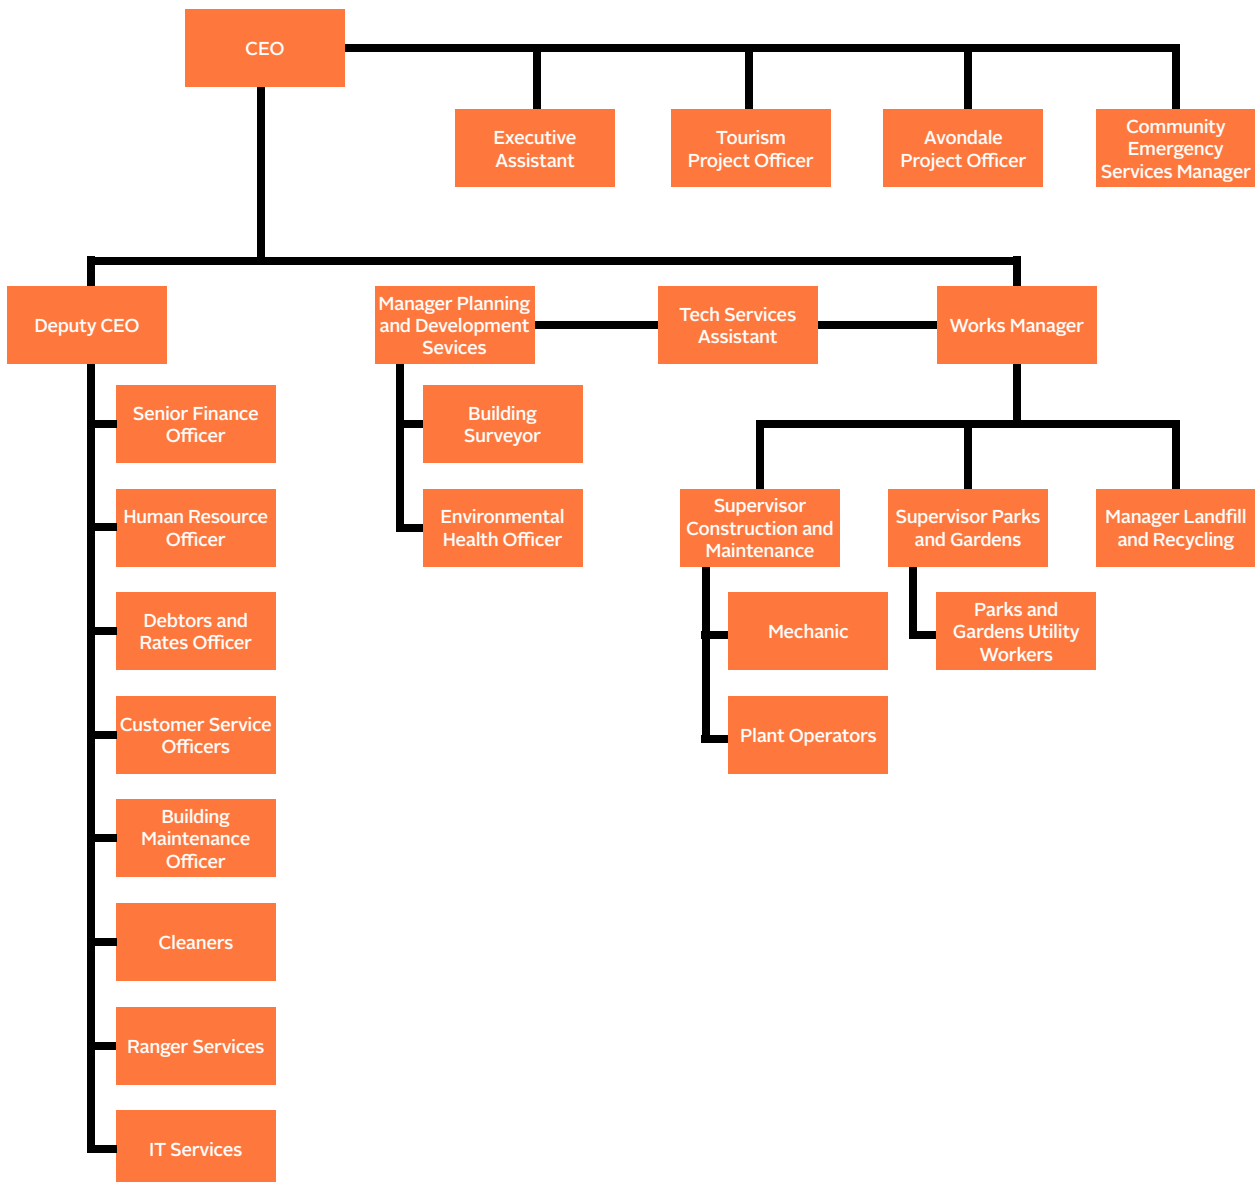 CEO
Executive
Assistant
Tourism
Project Officer
Avondale
Project Officer
Community
Emergency
Services Manager
Deputy CEO
Manager Planning
and Development
Sevices
Tech Services
Assistant
Works Manager
Senior Finance
Officer
Building
Surveyor
Human Resource
Officer
Environmental
Health Officer
Supervisor
Construction and
Maintenance
Supervisor Parks
and Gardens
Manager Landfill
and Recycling
Debtors and
Rates Officer
Mechanic
Parks and
Gardens Utility
Workers
Customer Service
Officers
Plant Operators
Building
Maintenance
Officer
Cleaners
Ranger Services
IT Services